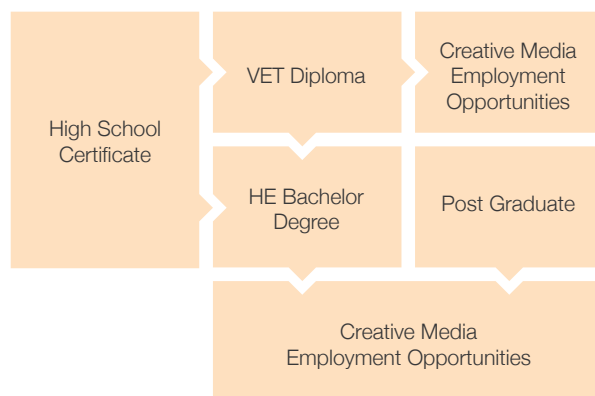 High School
Certificate
VET Diploma
Creative Media
Employment
Opportunities
HE Bachelor
Degree
Post Graduate
Creative Media
Employment Opportunities